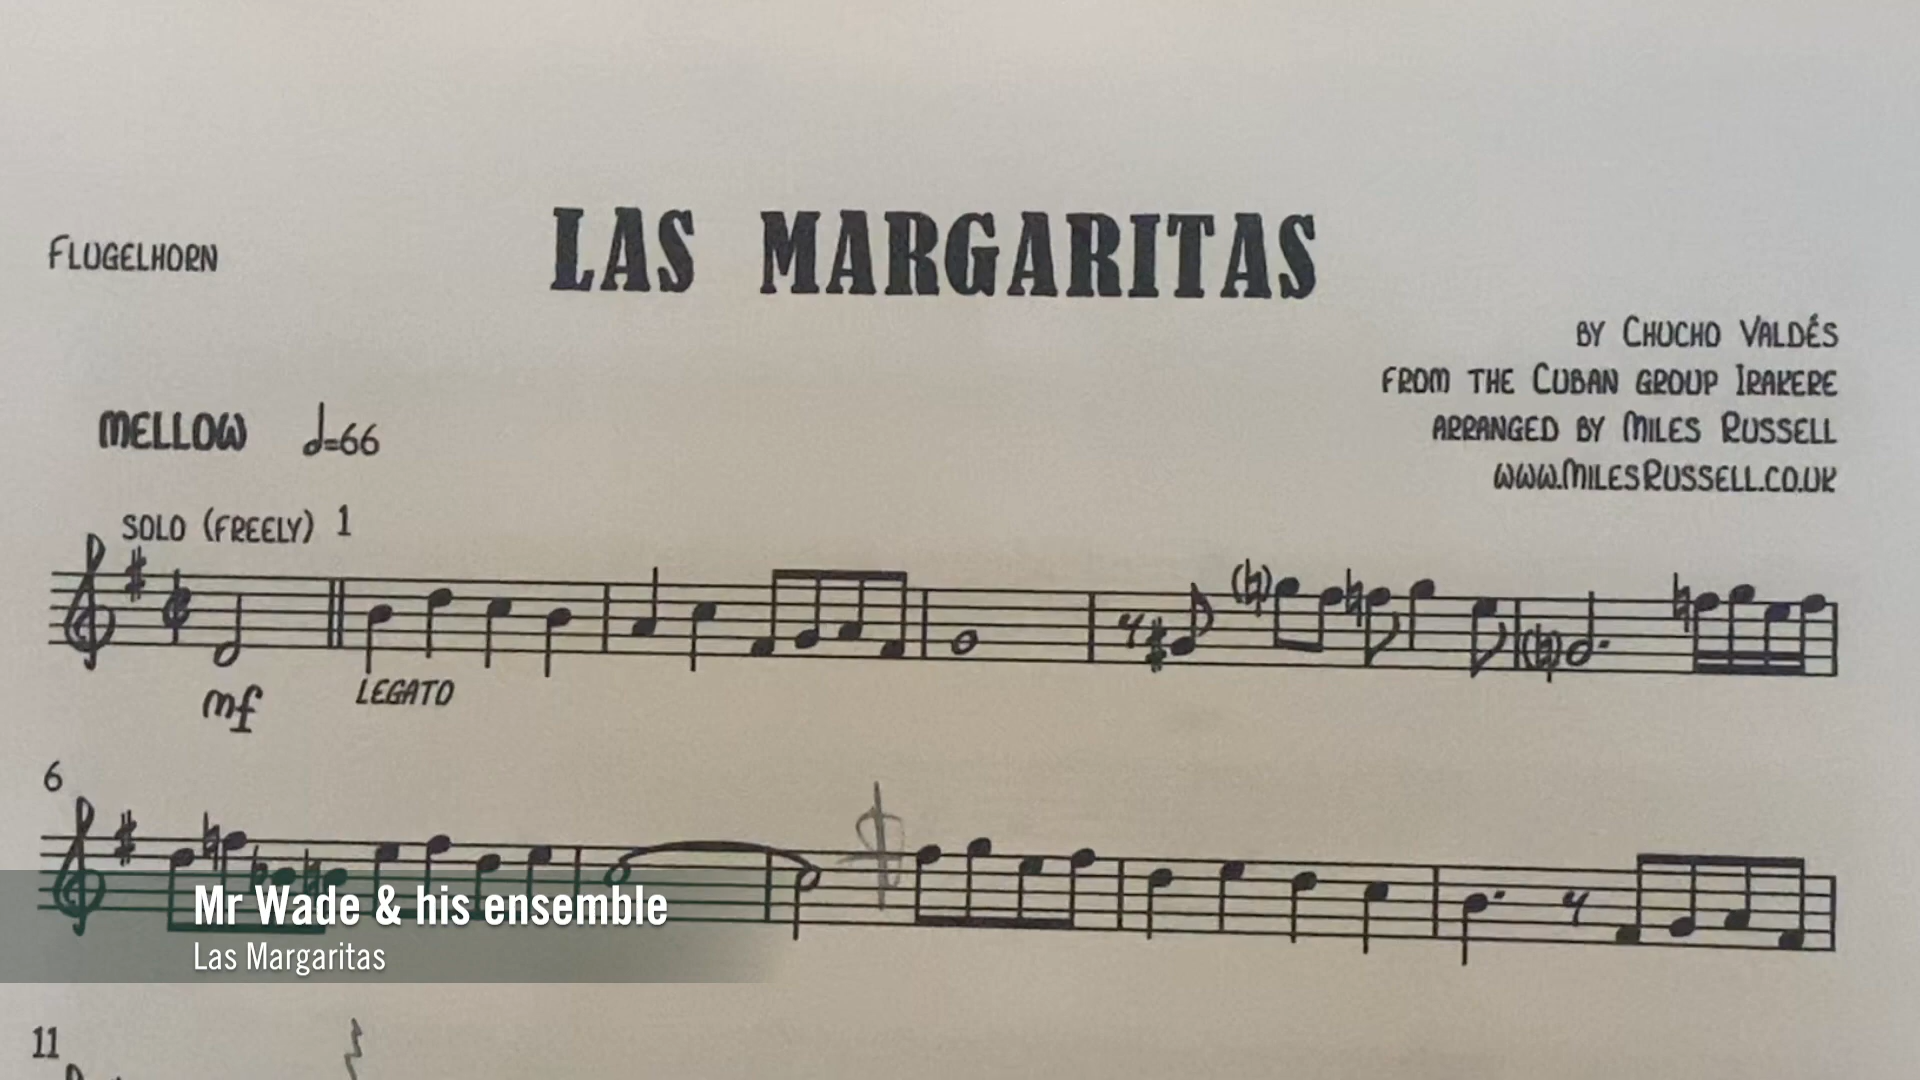 LAS MARGARITAS
FLUGELHORN
BY CHUCHO VALDÉS
FROM THE CUBAN GROUP IRAKERE
ARRANGED BY MILES RUSSELL
WWW.MILESRUSSELL.CO.UK
MELLOW 𝅗𝅥=66
SOLO (FREELY) 1
mf LEGATO
6
Mr Wade & his ensemble
Las Margaritas
11